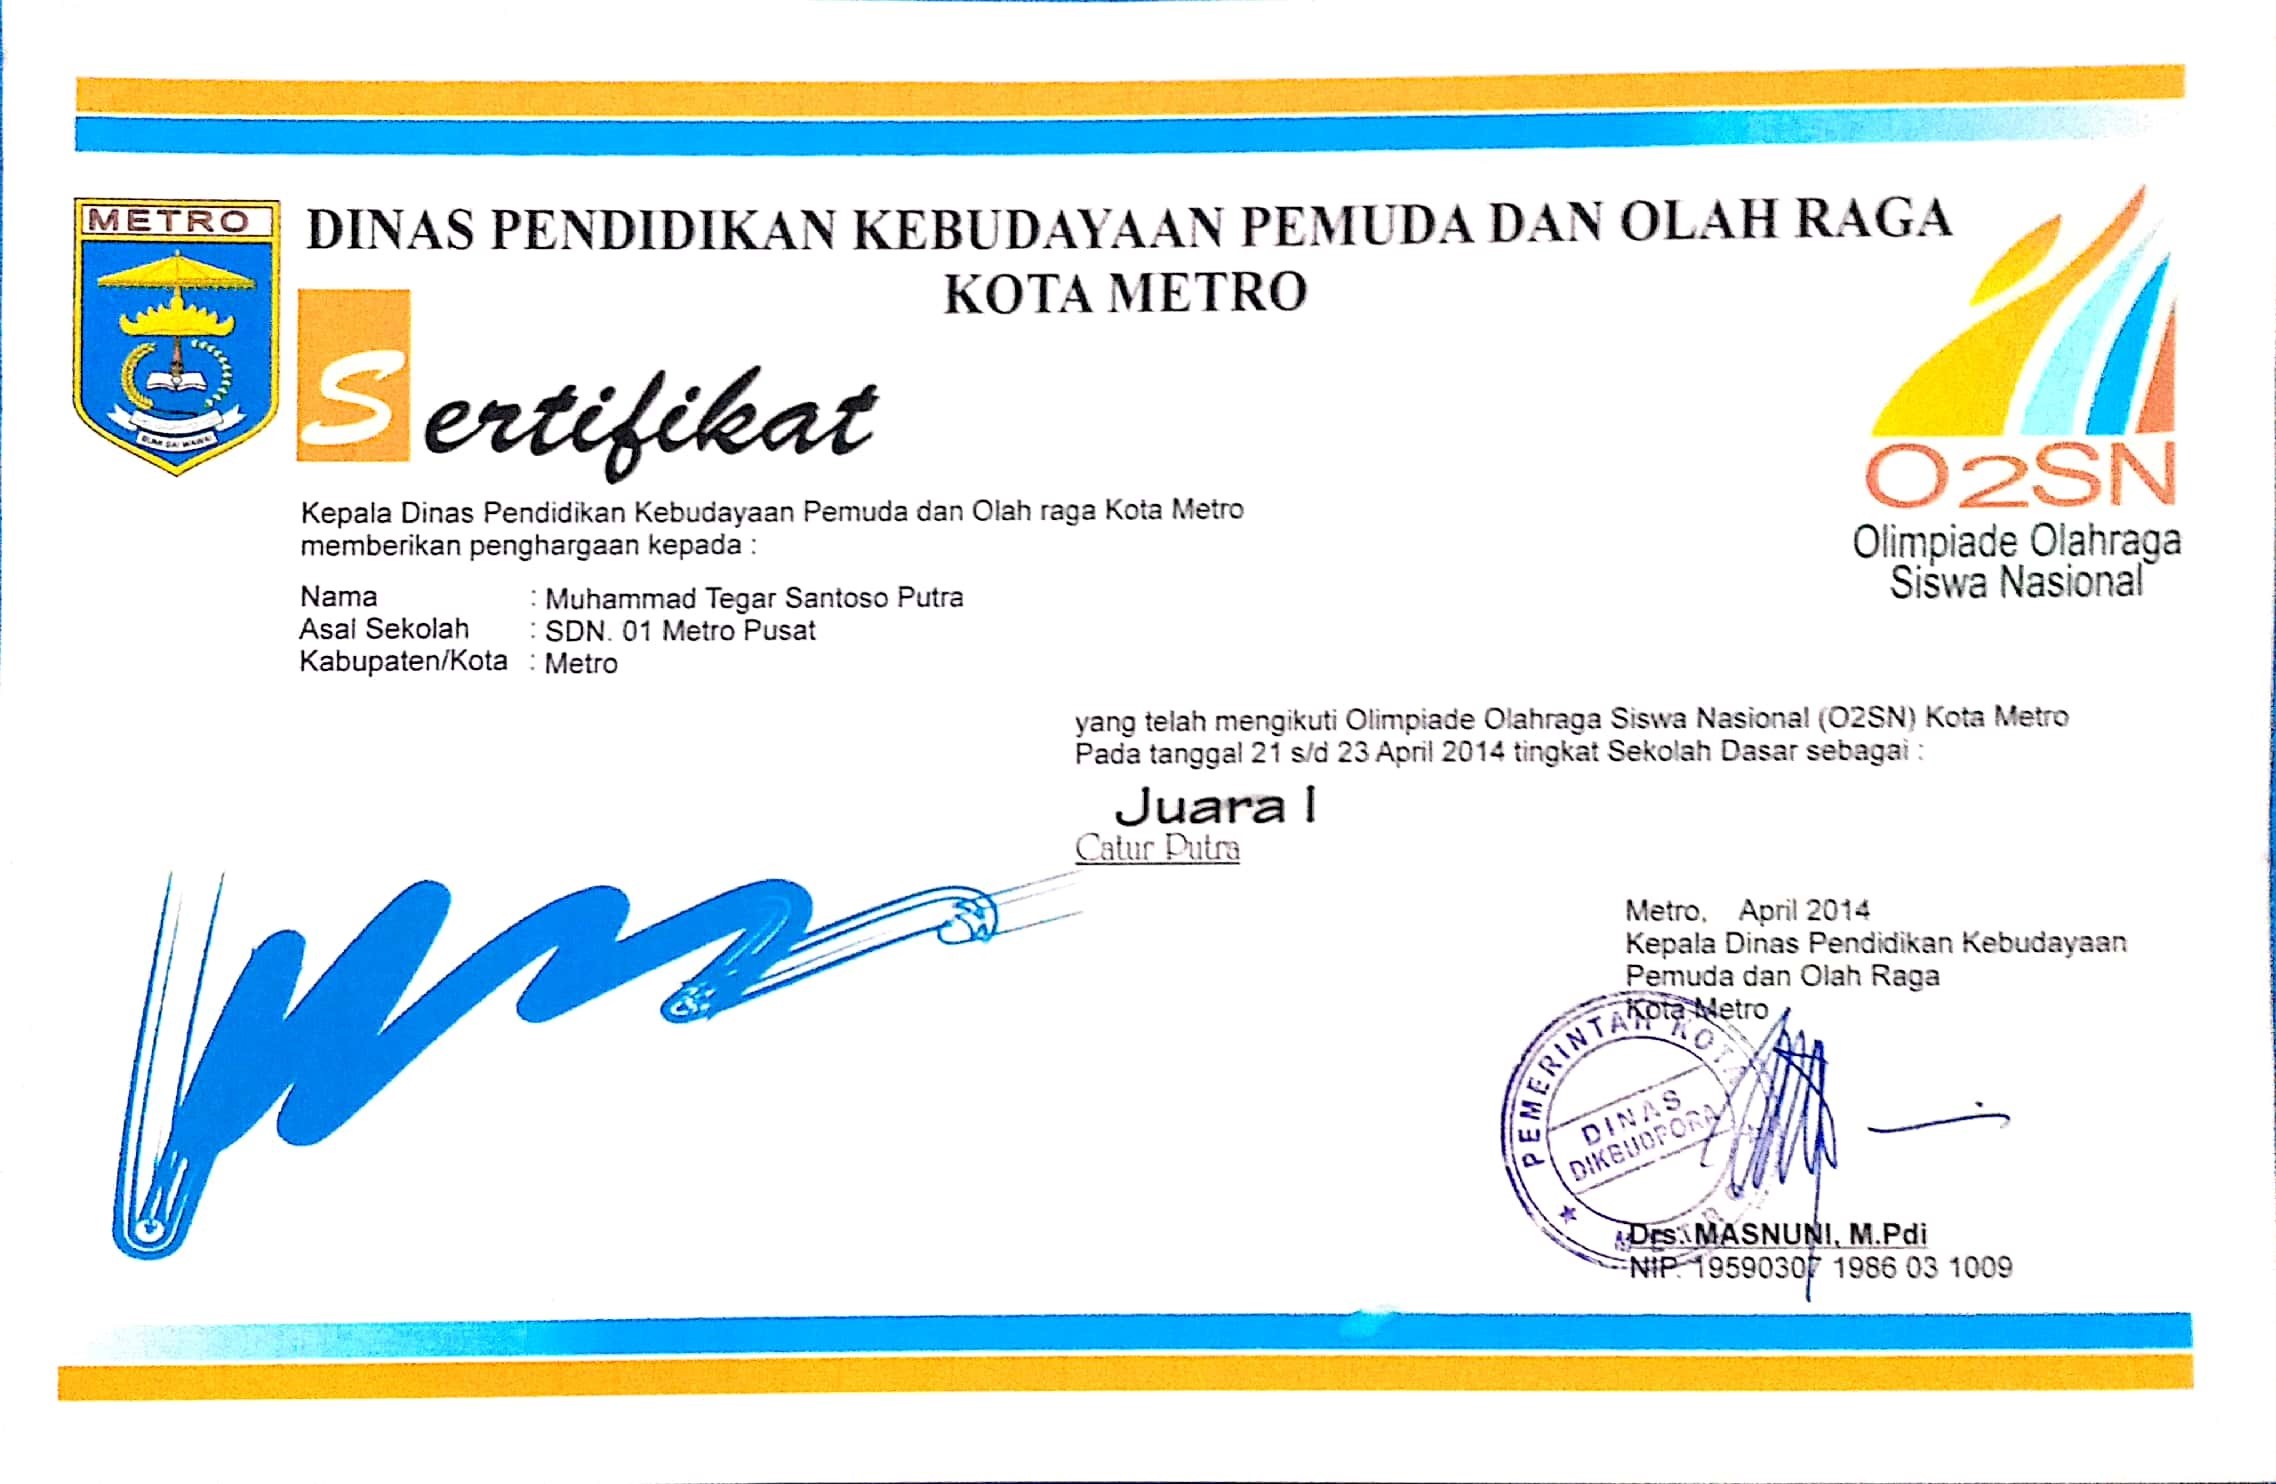 METRO
DINAS PENDIDIKAN KEBUDAYAAN PEMUDA DAN OLAH RAGA
KOTA METRO
Sertifikat
BUMI SAI WAWAI
O2SN
Olimpiade Olahraga
Siswa Nasional
Kepala Dinas Pendidikan Kebudayaan Pemuda dan Olah raga Kota Metro
memberikan penghargaan kepada :
Nama : Muhammad Tegar Santoso Putra
Asal Sekolah : SDN. 01 Metro Pusat
Kabupaten/Kota : Metro
yang telah mengikuti Olimpiade Olahraga Siswa Nasional (O2SN) Kota Metro
Pada tanggal 21 s/d 23 April 2014 tingkat Sekolah Dasar sebagai :
Juara I
Catur Putra
Metro, April 2014
Kepala Dinas Pendidikan Kebudayaan
Pemuda dan Olah Raga
Kota Metro
PEMERINTAH KOTA
DINAS
DIKBUDPORA
Drs. MASNUNI, M.Pdi
NIP. 19590307 1986 03 1009